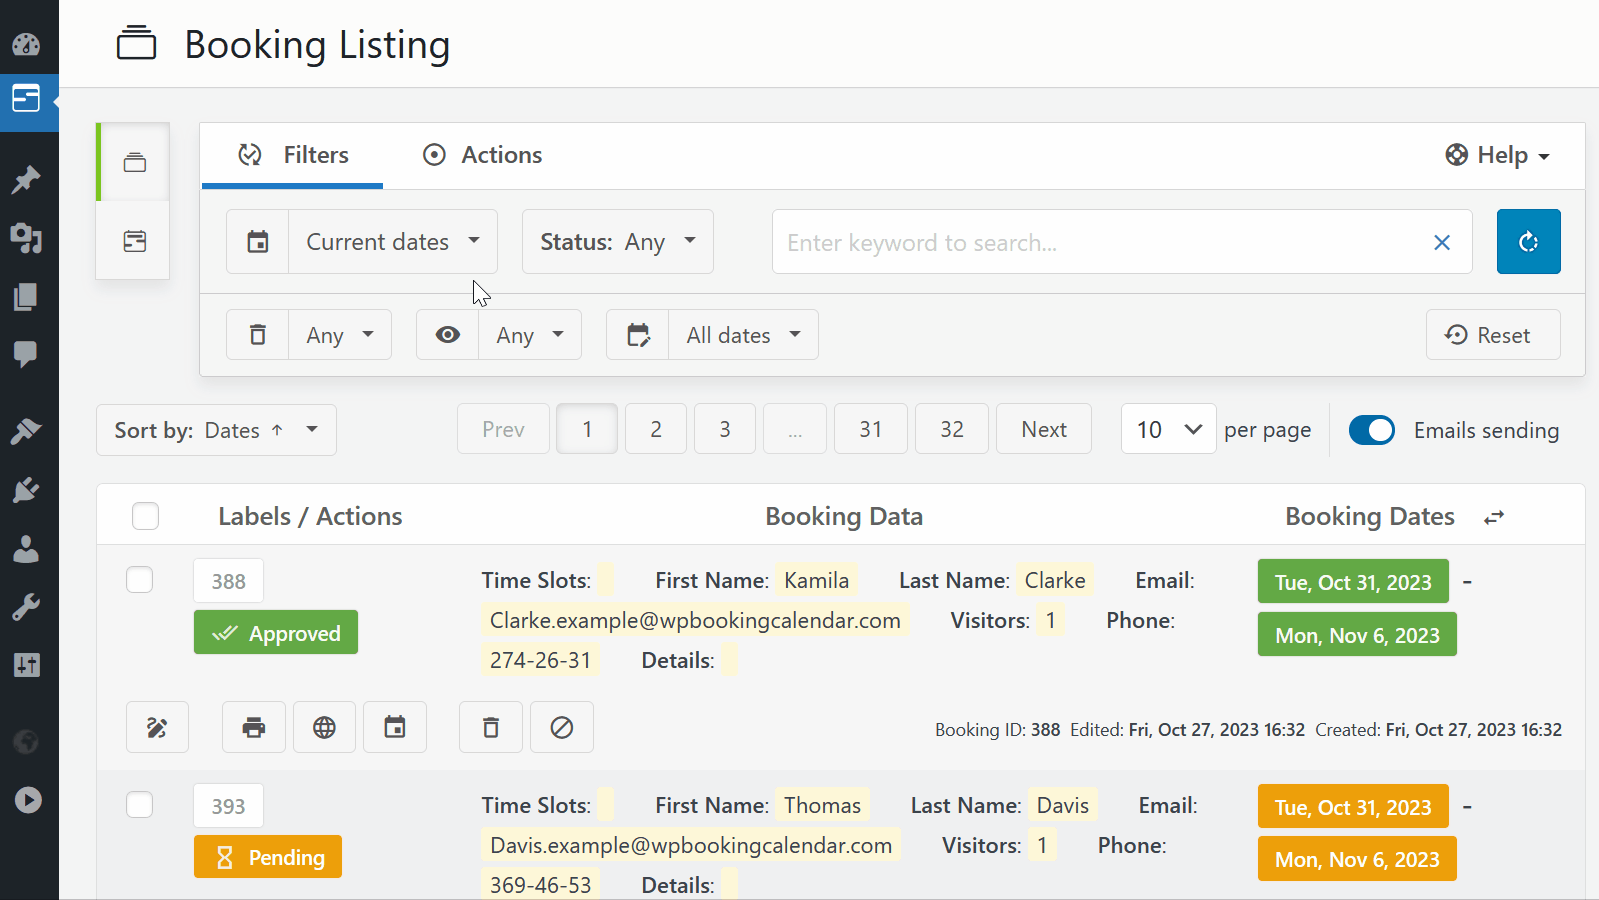 Booking Listing
Filters Actions Help
Current dates Status: Any Enter keyword to search...
Any Any All dates Reset
Sort by: Dates ↑ Prev 1 2 3 ... 31 32 Next 10 per page Emails sending
Labels / Actions Booking Data Booking Dates
388 Time Slots: First Name: Kamila Last Name: Clarke Email: Tue, Oct 31, 2023 -
Clarke.example@wpbookingcalendar.com Visitors: 1 Phone:
Approved Mon, Nov 6, 2023
274-26-31 Details:
Booking ID: 388 Edited: Fri, Oct 27, 2023 16:32 Created: Fri, Oct 27, 2023 16:32
393 Time Slots: First Name: Thomas Last Name: Davis Email: Tue, Oct 31, 2023 -
Davis.example@wpbookingcalendar.com Visitors: 1 Phone:
Pending Mon, Nov 6, 2023
369-46-53 Details: